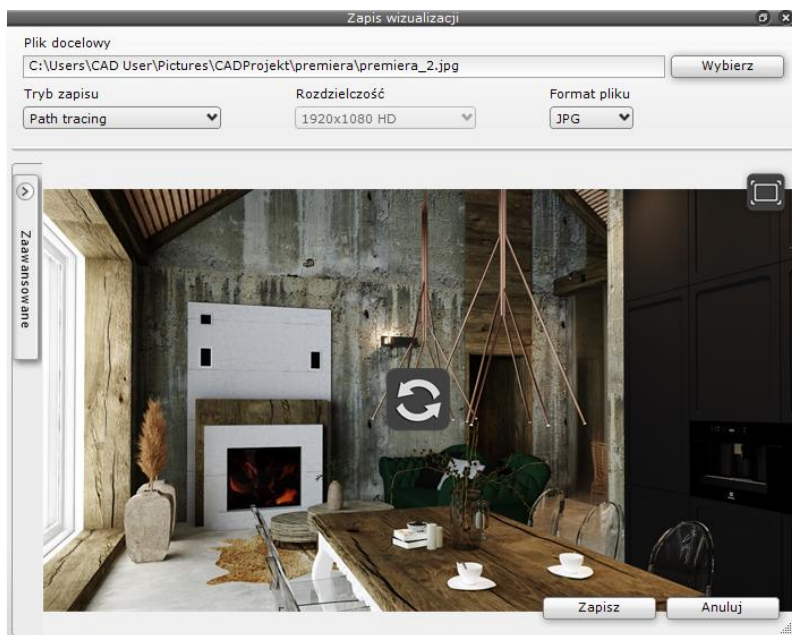 Zapis wizualizacji
Plik docelowy
C:\Users\CAD User\Pictures\CADProjekt\premiera\premiera_2.jpg
Wybierz
Tryb zapisu
Rozdzielczość
Format pliku
Path tracing
1920x1080 HD
JPG
Zaawansowane
Zapisz
Anuluj